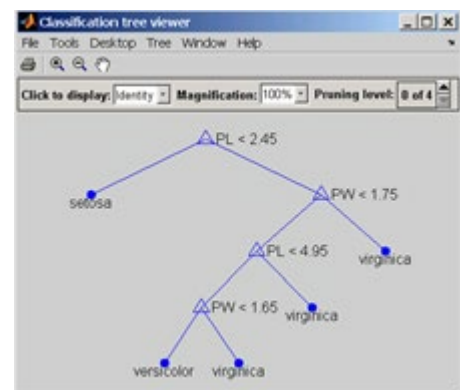 Classification tree viewer
File Tools Desktop Tree Window Help
Click to display: Identity Magnification: 100% Pruning level: 0 of 4
PL < 2.45
setosa
PW < 1.75
PL < 4.95
virginica
PW < 1.65
virginica
versicolor
virginica